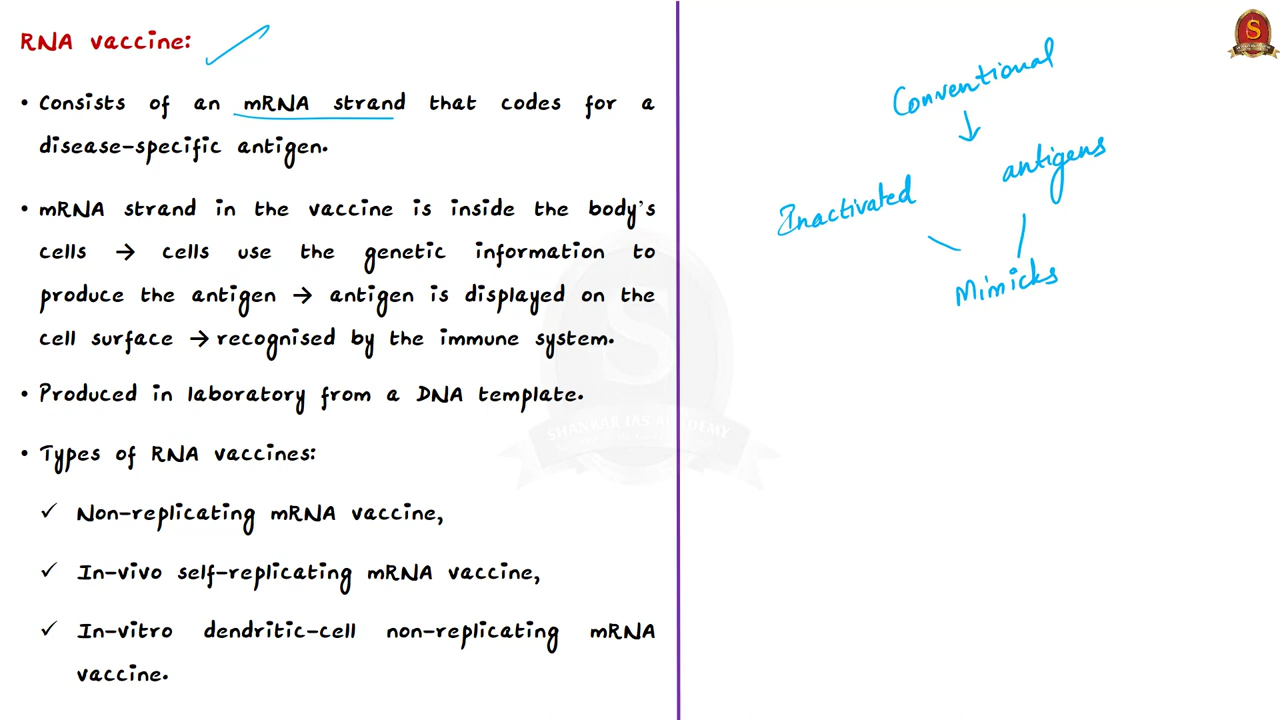 RNA vaccine:
• Consists of an mRNA strand that codes for a
disease-specific antigen.
• mRNA strand in the vaccine is inside the body's
cells → cells use the genetic information to
produce the antigen → antigen is displayed on the
cell surface → recognised by the immune system.
• Produced in laboratory from a DNA template.
• Types of RNA vaccines:
✓ Non-replicating mRNA vaccine,
✓ In-vivo self-replicating mRNA vaccine,
✓ In-vitro dendritic-cell non-replicating mRNA
vaccine.
Conventional
antigens
Inactivated
Mimicks
S
SHANKAR IAS ACADEMY